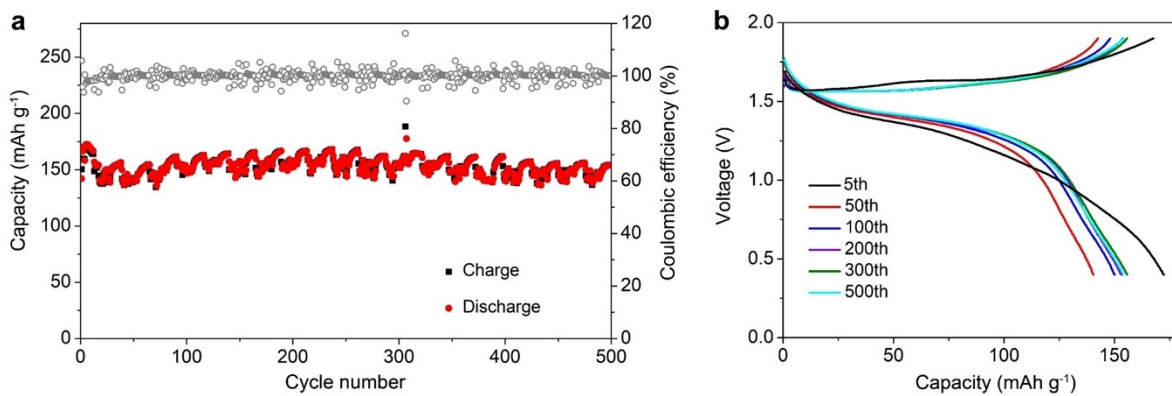 a
Capacity (mAh g⁻¹)
250
200
150
100
50
0
0
100
200
300
400
500
Cycle number
120
100
80
60
40
20
0
Coulombic efficiency (%)
Charge
Discharge
b
Voltage (V)
2.0
1.5
1.0
0.5
0.0
0
50
100
150
Capacity (mAh g⁻¹)
5th
50th
100th
200th
300th
500th